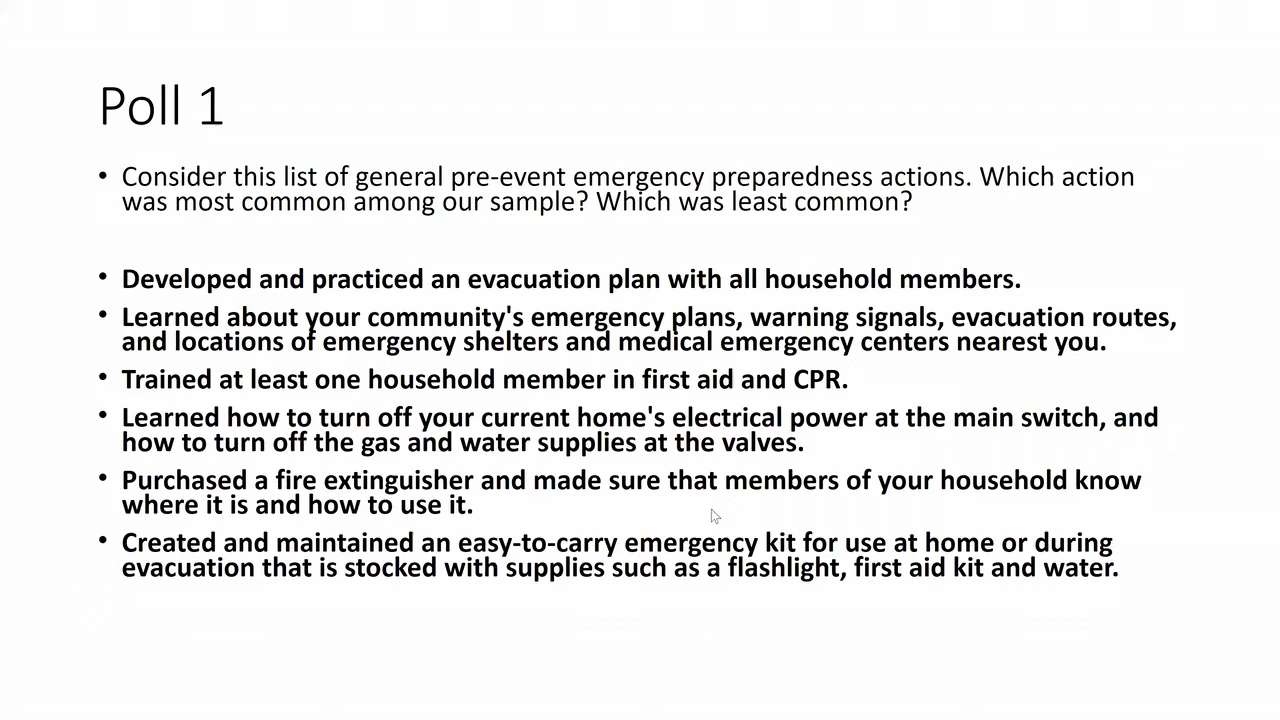 Poll 1
• Consider this list of general pre-event emergency preparedness actions. Which action
was most common among our sample? Which was least common?
• Developed and practiced an evacuation plan with all household members.
• Learned about your community's emergency plans, warning signals, evacuation routes,
and locations of emergency shelters and medical emergency centers nearest you.
• Trained at least one household member in first aid and CPR.
• Learned how to turn off your current home's electrical power at the main switch, and
how to turn off the gas and water supplies at the valves.
• Purchased a fire extinguisher and made sure that members of your household know
where it is and how to use it.
• Created and maintained an easy-to-carry emergency kit for use at home or during
evacuation that is stocked with supplies such as a flashlight, first aid kit and water.